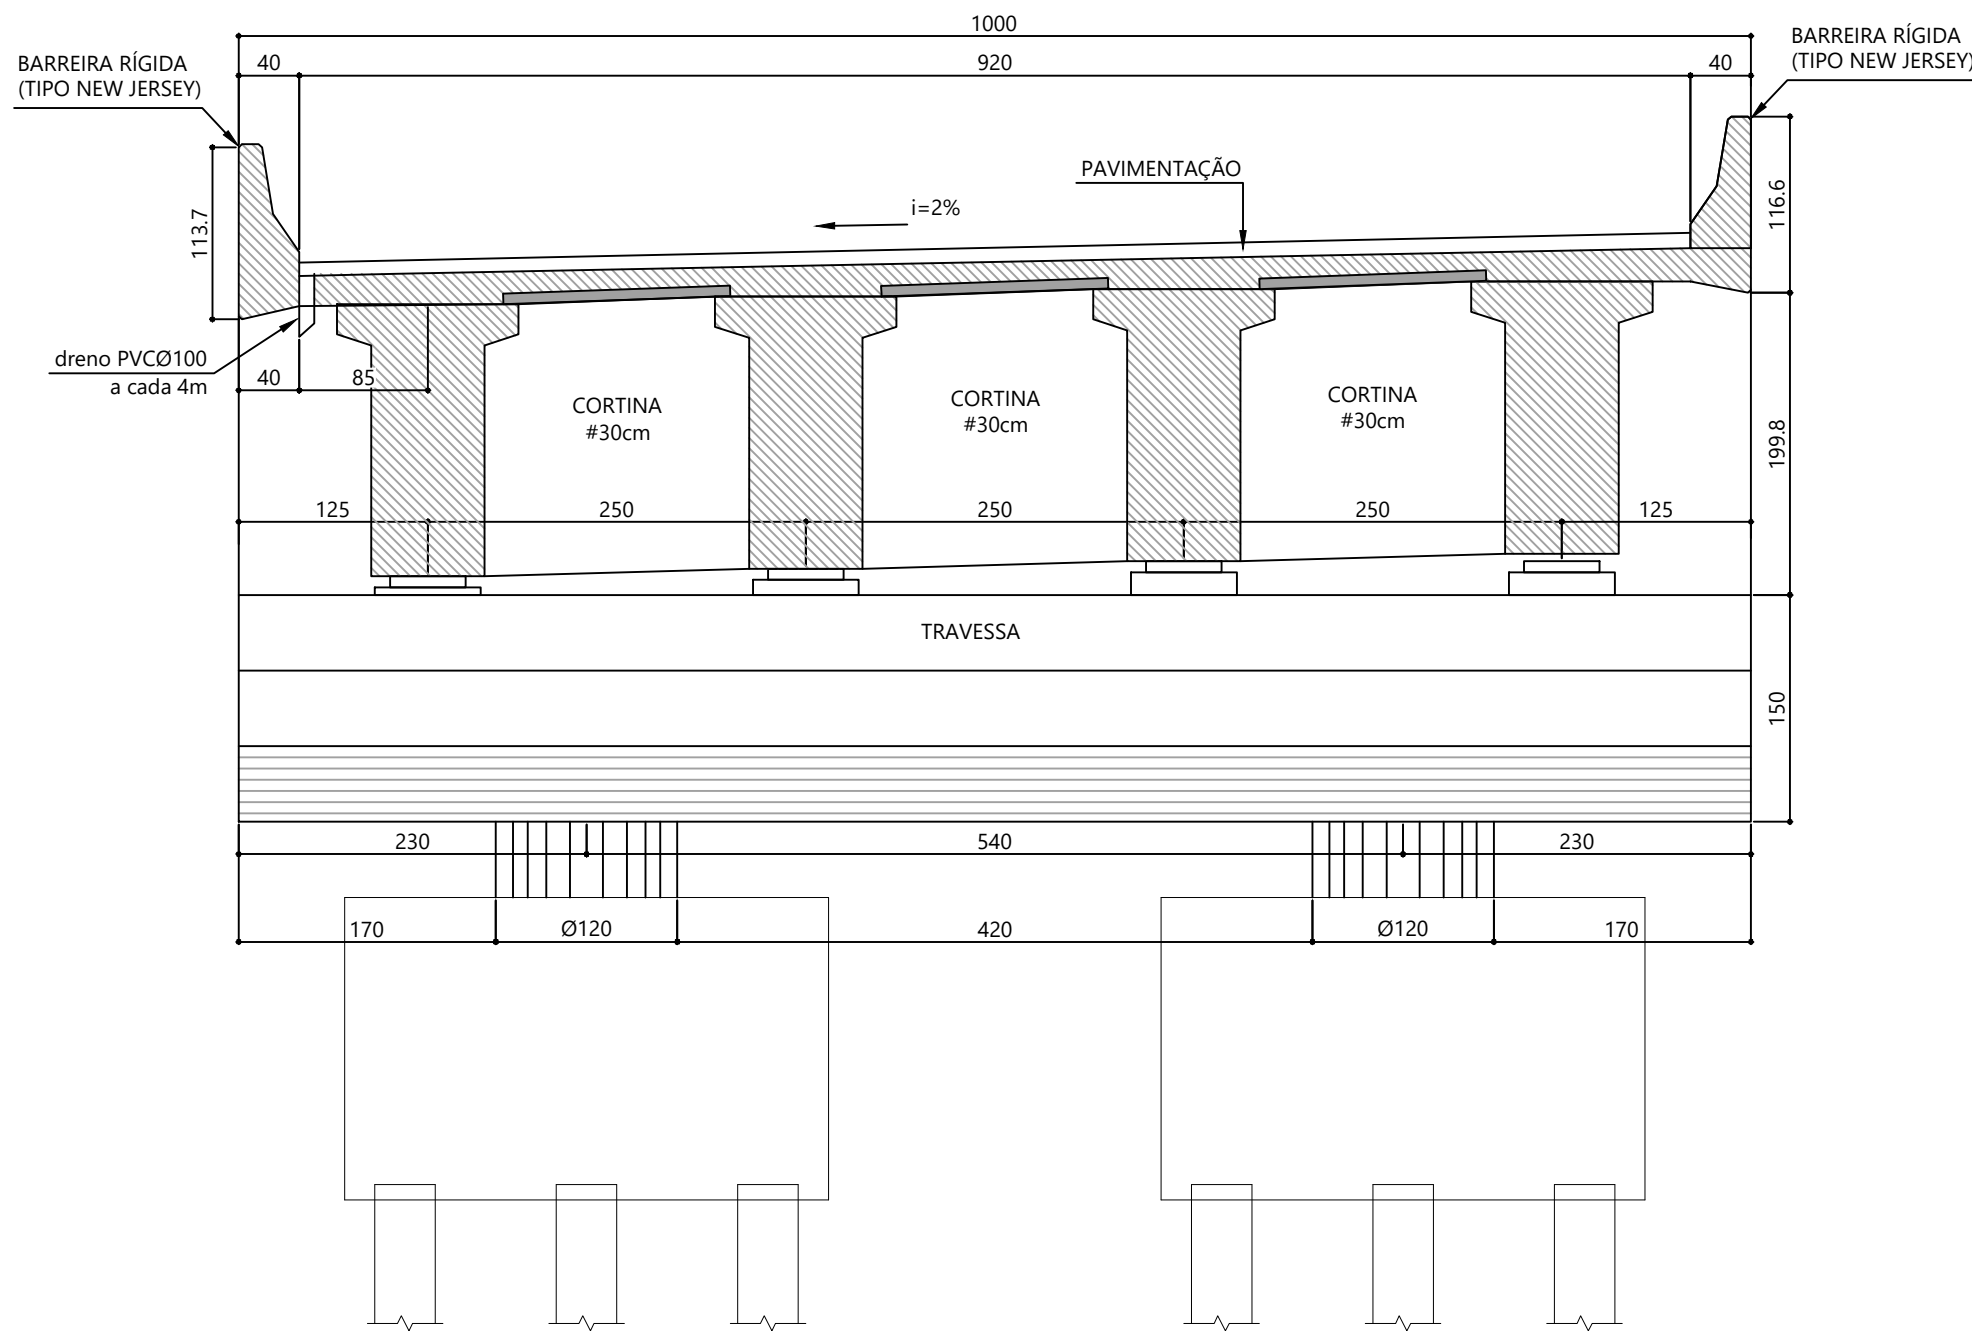 1000
BARREIRA RÍGIDA
(TIPO NEW JERSEY)
40
920
40
BARREIRA RÍGIDA
(TIPO NEW JERSEY)
PAVIMENTAÇÃO
i=2%
113.7
116.6
dreno PVCØ100
a cada 4m
40
85
CORTINA
#30cm
CORTINA
#30cm
CORTINA
#30cm
199.8
125
250
250
250
125
TRAVESSA
150
230
540
230
170
Ø120
420
Ø120
170